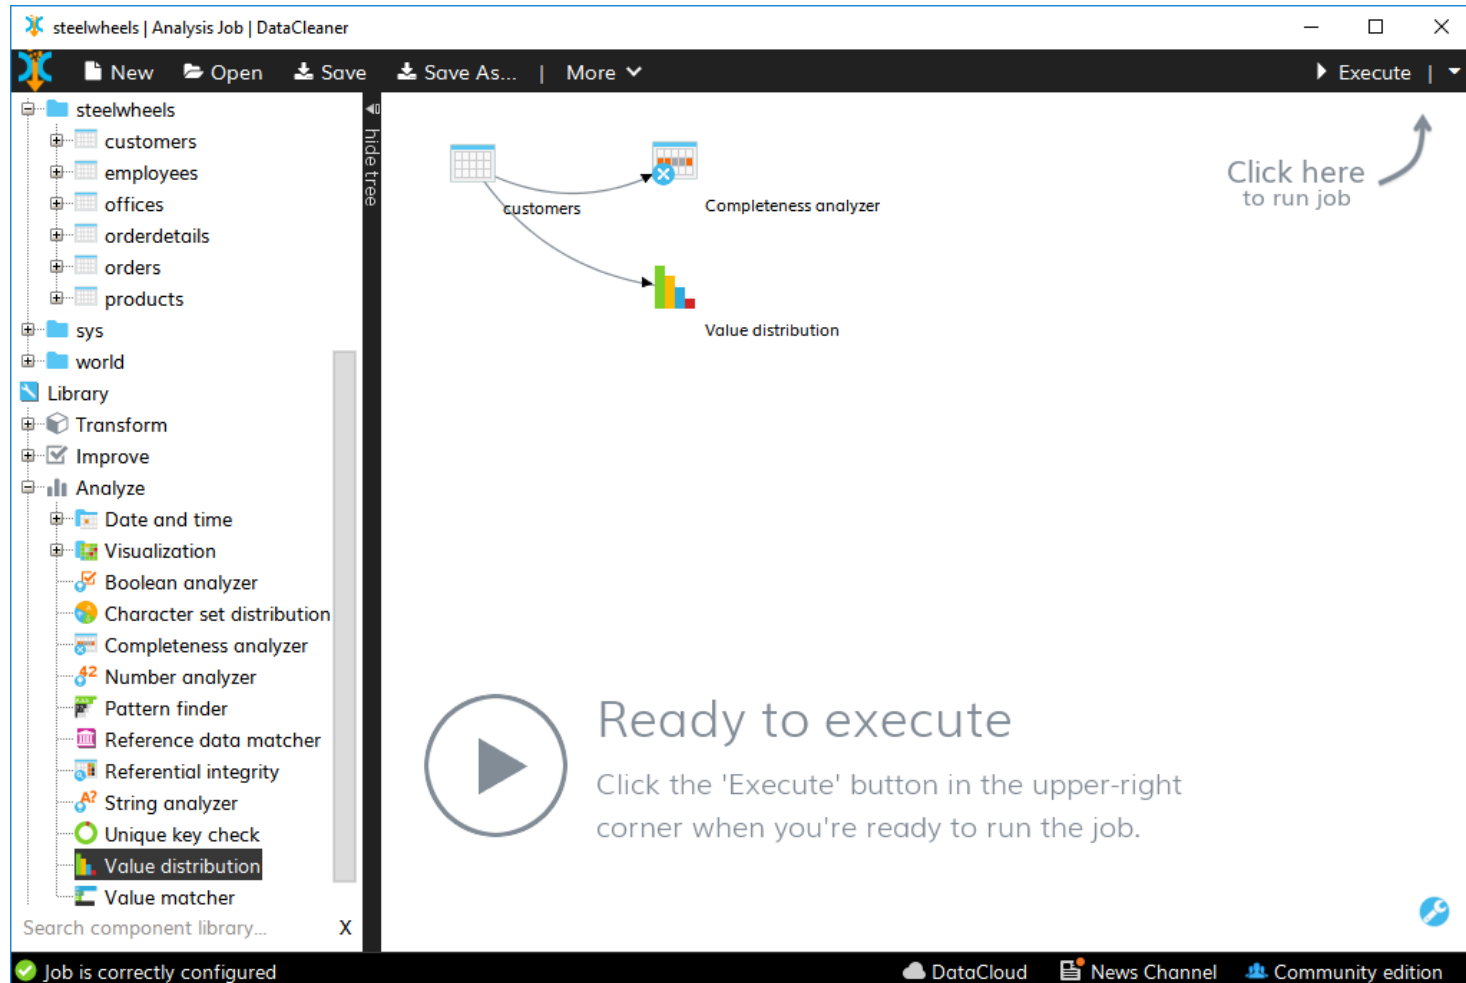 steelwheels | Analysis Job | DataCleaner
New Open Save Save As... | More Execute |
steelwheels
customers
employees
offices
orderdetails
orders
products
sys
world
Library
Transform
Improve
Analyze
Date and time
Visualization
Boolean analyzer
Character set distribution
Completeness analyzer
Number analyzer
Pattern finder
Reference data matcher
Referential integrity
String analyzer
Unique key check
Value distribution
Value matcher
Search component library... X
hide tree
customers
Completeness analyzer
Value distribution
Click here
to run job
Ready to execute
Click the 'Execute' button in the upper-right
corner when you're ready to run the job.
Job is correctly configured
DataCloud News Channel Community edition